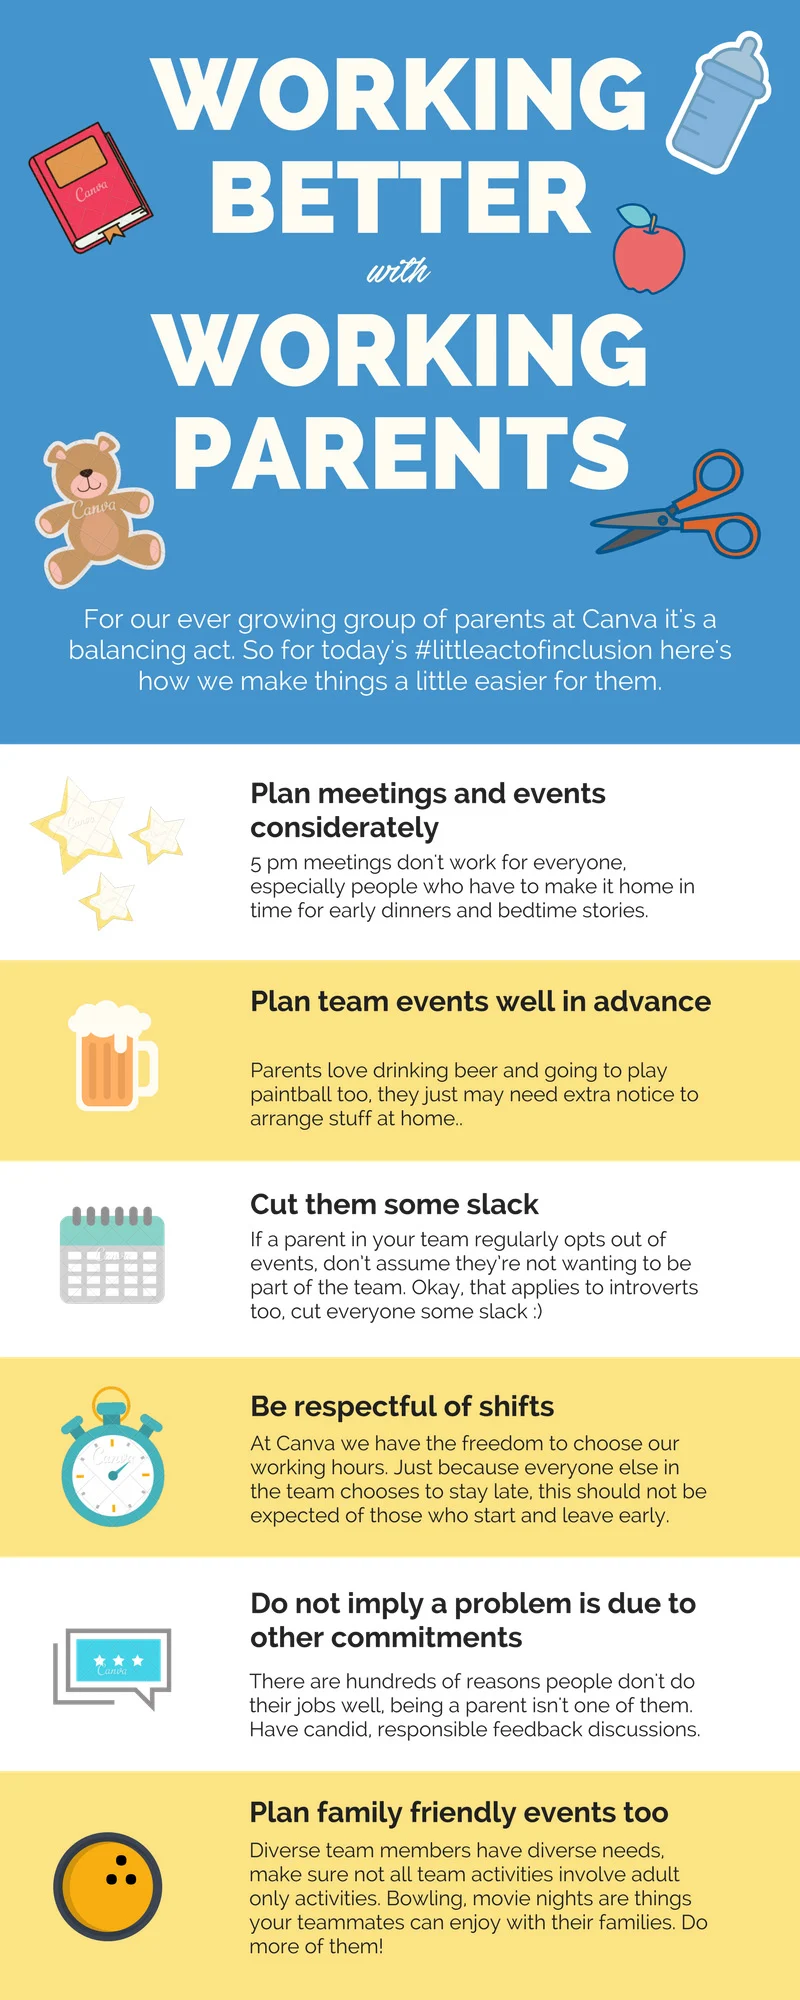 WORKING
BETTER
with
WORKING
PARENTS
Canva
Canva
For our ever growing group of parents at Canva it's a
balancing act. So for today's #littleactofinclusion here's
how we make things a little easier for them.
Plan meetings and events
considerately
5 pm meetings don't work for everyone,
especially people who have to make it home in
time for early dinners and bedtime stories.
Canva
Plan team events well in advance
Parents love drinking beer and going to play
paintball too, they just may need extra notice to
arrange stuff at home..
Cut them some slack
If a parent in your team regularly opts out of
events, don't assume they're not wanting to be
part of the team. Okay, that applies to introverts
too, cut everyone some slack :)
Canva
Be respectful of shifts
At Canva we have the freedom to choose our
working hours. Just because everyone else in
the team chooses to stay late, this should not be
expected of those who start and leave early.
Canva
Do not imply a problem is due to
other commitments
There are hundreds of reasons people don't do
their jobs well, being a parent isn't one of them.
Have candid, responsible feedback discussions.
Canva
Plan family friendly events too
Diverse team members have diverse needs,
make sure not all team activities involve adult
only activities. Bowling, movie nights are things
your teammates can enjoy with their families. Do
more of them!